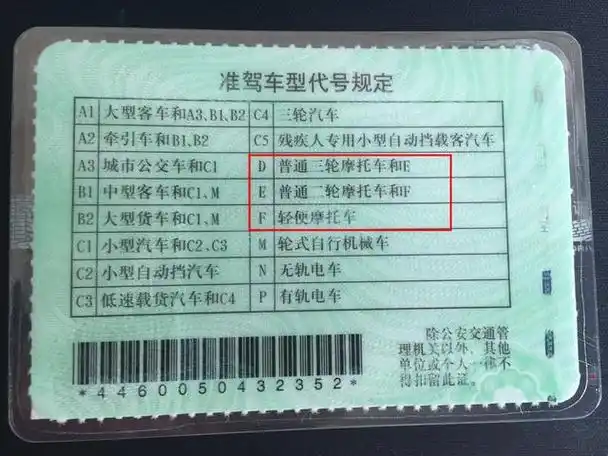 准驾车型代号规定
A1 大型客车和A3、B1、B2 C4 三轮汽车
A2 牵引车和B1、B2 C5 残疾人专用小型自动挡载客汽车
A3 城市公交车和C1 D 普通三轮摩托车和E
B1 中型客车和C1、M E 普通二轮摩托车和F
B2 大型货车和C1、M F 轻便摩托车
C1 小型汽车和C2、C3 M 轮式自行机械车
C2 小型自动挡汽车 N 无轨电车
C3 低速载货汽车和C4 P 有轨电车
除公安交通管
理机关以外、其他
单位或个人一律不
得扣留此证。
*4460050432352*